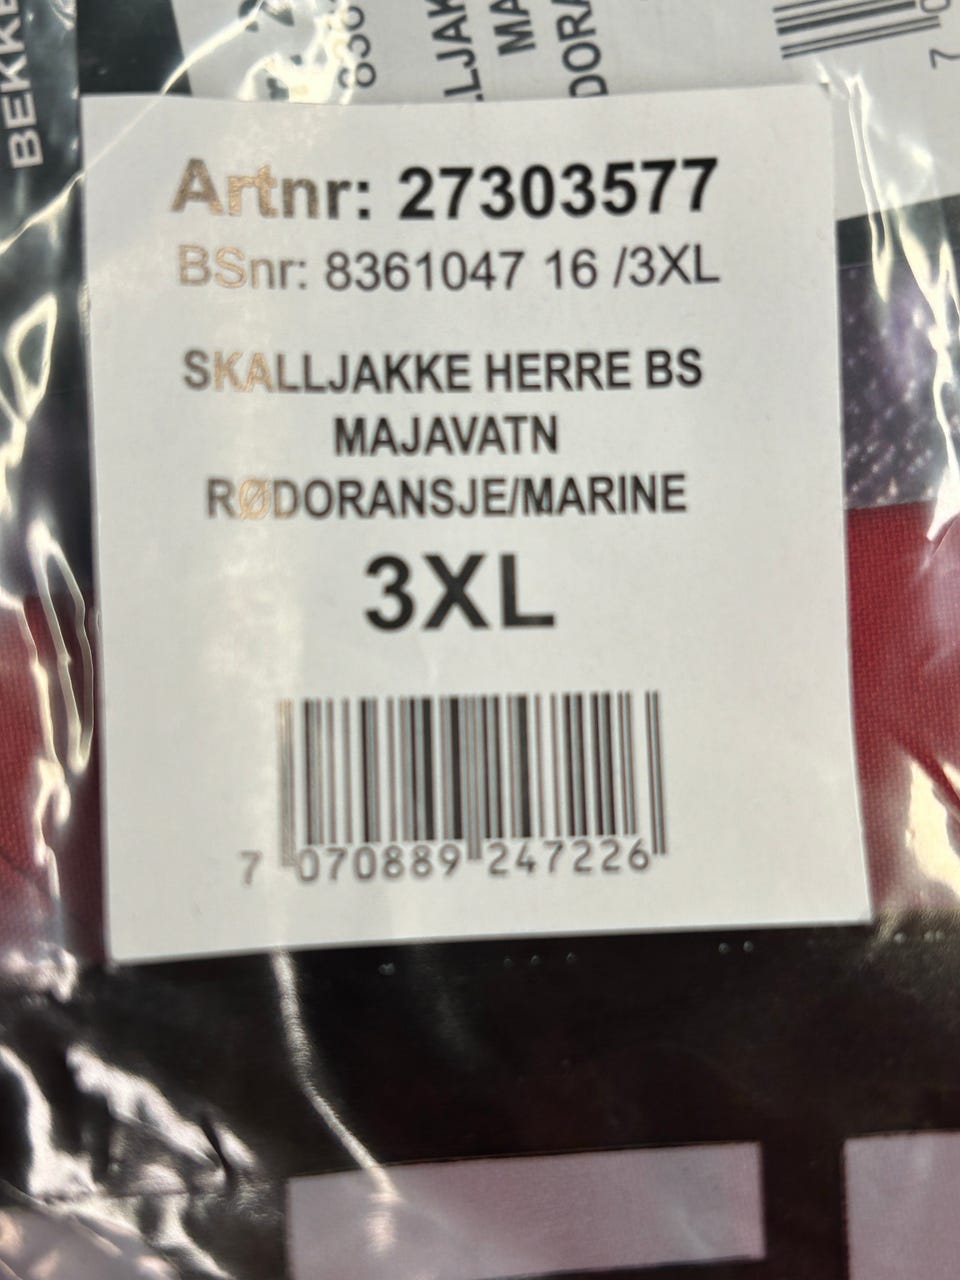 Artnr: 27303577
BSnr: 8361047 16 /3XL
SKALLJAKKE HERRE BS
MAJAVATN
RØDORANSJE/MARINE
3XL
7 070889 247226